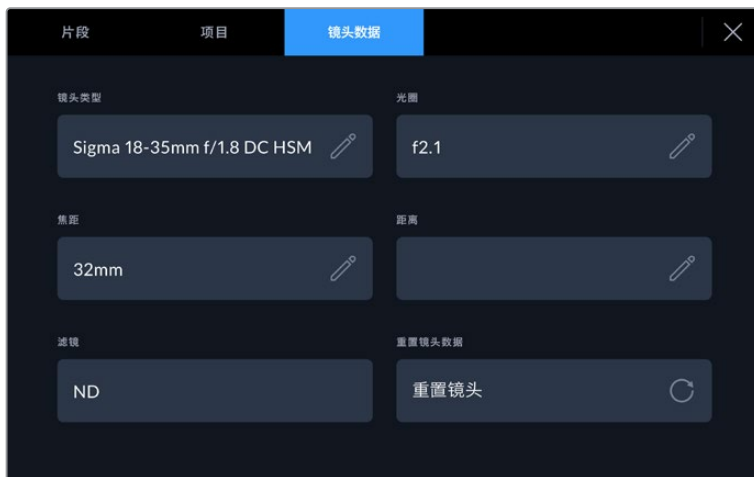 片段 项目 镜头数据
镜头类型 光圈
Sigma 18-35mm f/1.8 DC HSM f2.1
焦距 距离
32mm
滤镜 重置镜头数据
ND 重置镜头